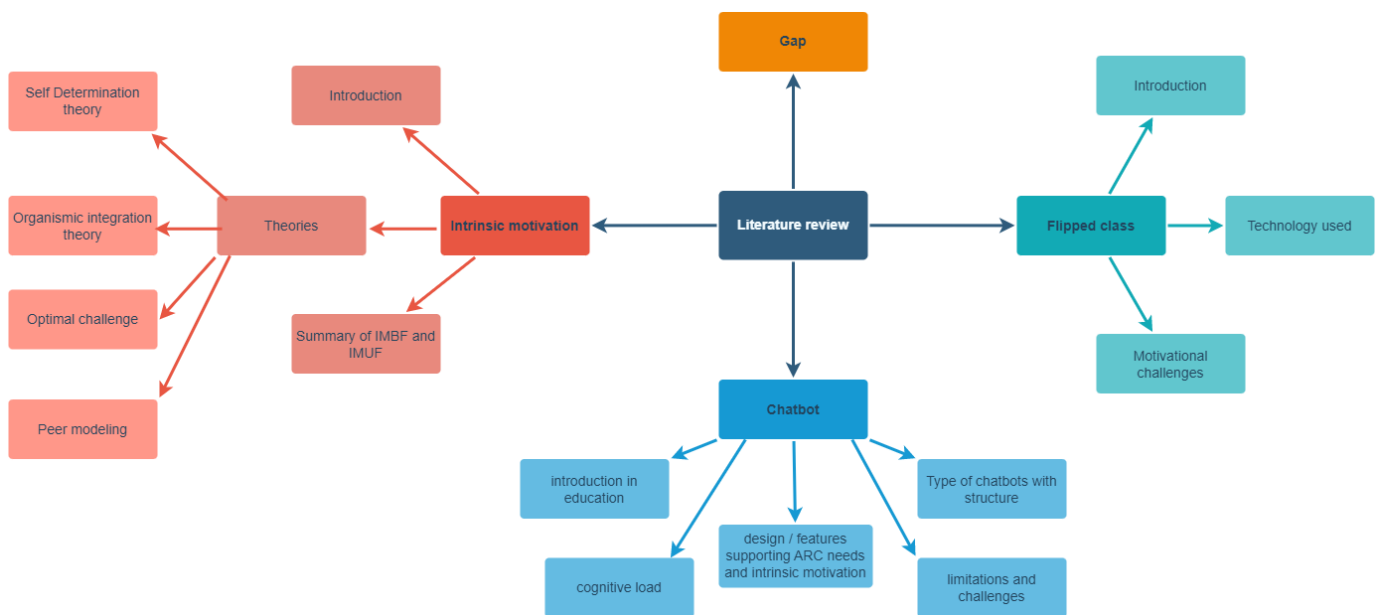 Gap
Self Determination
theory
Introduction
Introduction
Organismic integration
theory
Theories
Intrinsic motivation
Literature review
Flipped class
Technology used
Optimal challenge
Summary of IMBF and
IMUF
Motivational
challenges
Peer modeling
Chatbot
introduction in
education
Type of chatbots with
structure
cognitive load
design / features
supporting ARC needs
and intrinsic motivation
limitations and
challenges